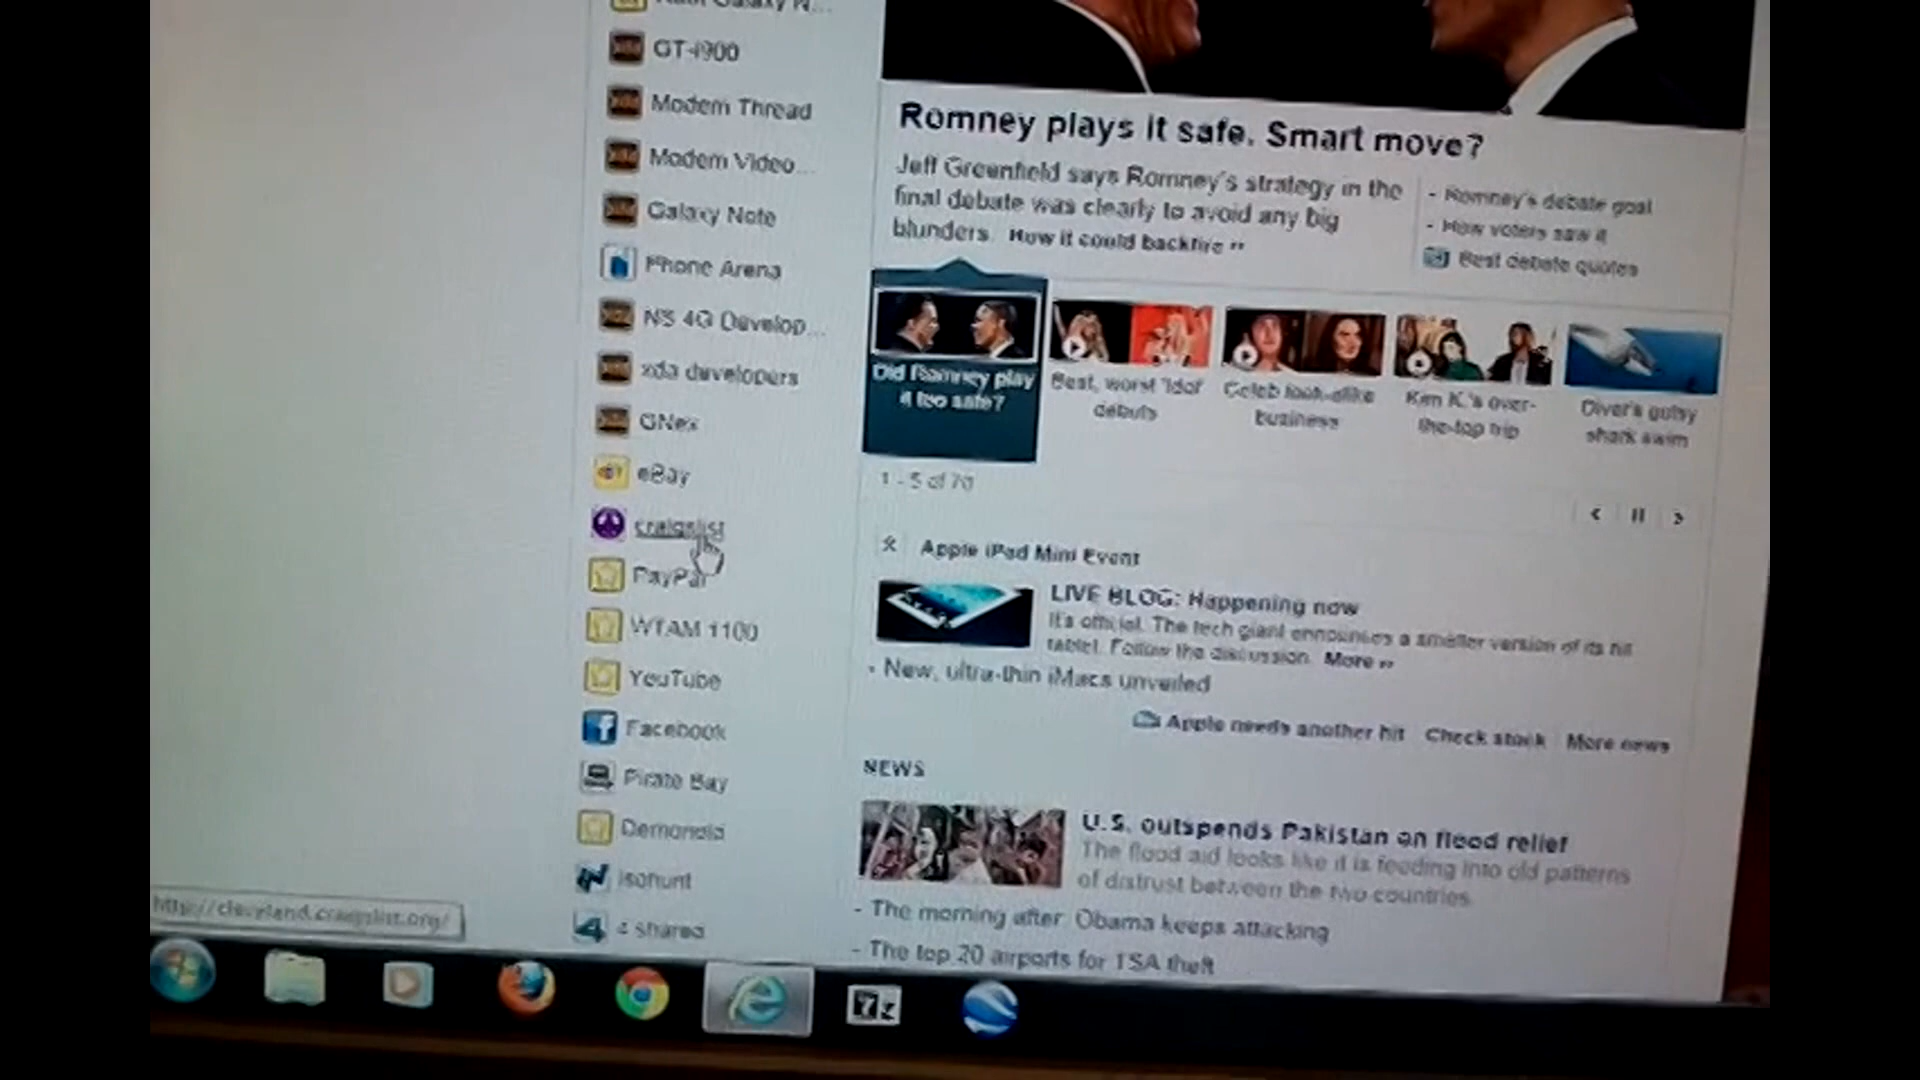 GT-I900
Modem Thread
Modem Video...
Galaxy Note
Phone Arena
NS 4G Develop...
xda developers
GNex
eBay
craigslist
PayPal
WTAM 1100
YouTube
Facebook
Pirate Bay
Demonoid
isohunt
4 shared
http://cleveland.craigslist.org/
Romney plays it safe. Smart move?
Jeff Greenfield says Romney's strategy in the
final debate was clearly to avoid any big
blunders. How it could backfire »
- Romney's debate goal
- How voters saw it
Best debate quotes
Did Romney play
it too safe?
Best, worst 'Idol'
debuts
Celeb look-alike
business
Kim K.'s over-
the-top trip
Diver's gutsy
shark swim
1 - 5 of 70
Apple iPad Mini Event
LIVE BLOG: Happening now
It's official. The tech giant announces a smaller version of its hit
tablet. Follow the discussion. More »
New, ultra-thin iMacs unveiled
Apple needs another hit Check stock More news
NEWS
U.S. outspends Pakistan on flood relief
The flood aid looks like it is feeding into old patterns
of distrust between the two countries.
- The morning after: Obama keeps attacking
- The top 20 airports for TSA theft
7z